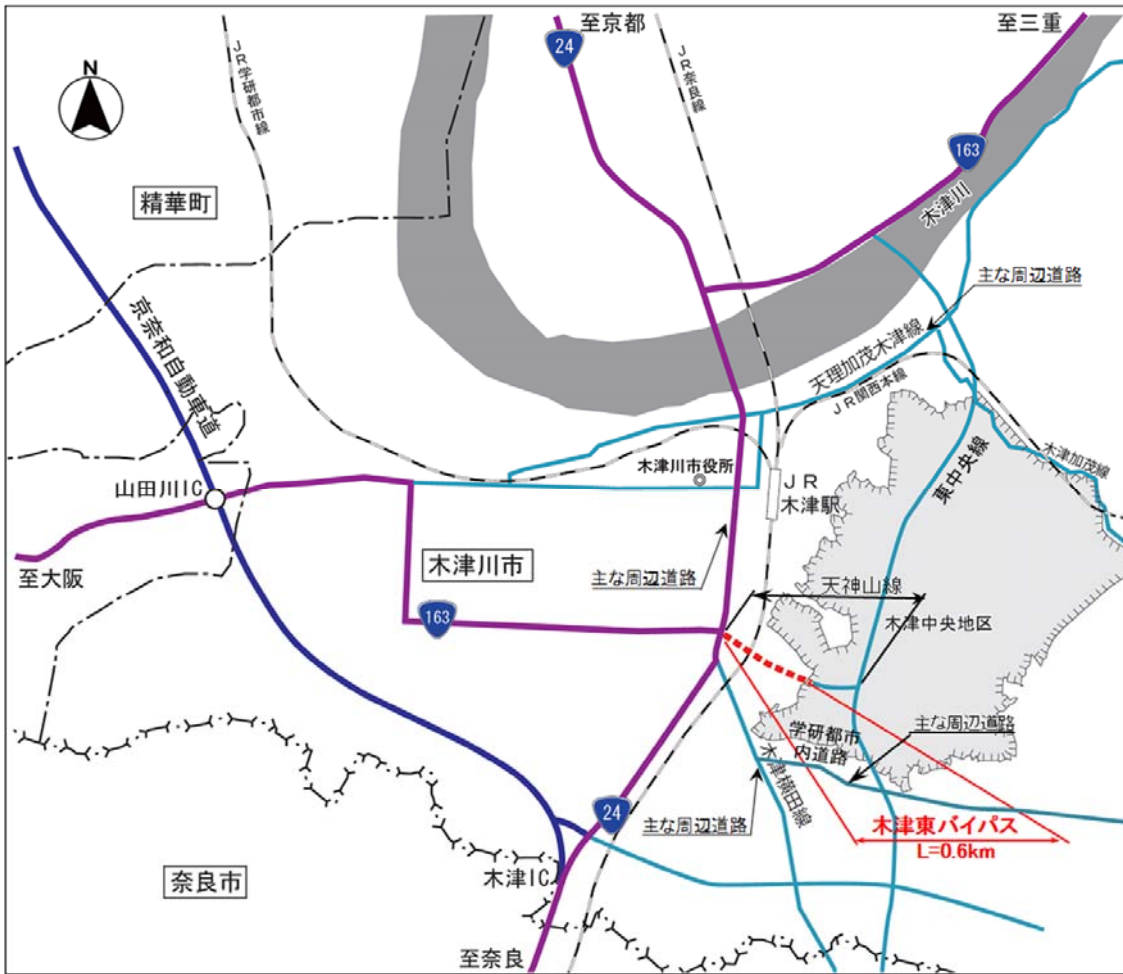 至京都
至三重
24
N
JR学研都市線
JR奈良線
163
精華町
木津川
主な周辺道路
京奈和自動車道
天理加茂木津線
JR関西本線
木津川市役所
JR
木津駅
東中央線
木津加茂線
山田川IC
至大阪
木津川市
主な周辺道路
天神山線
163
木津中央地区
学研都市
内道路
主な周辺道路
木津横田線
24
主な周辺道路
木津東バイパス
L=0.6km
木津IC
奈良市
至奈良